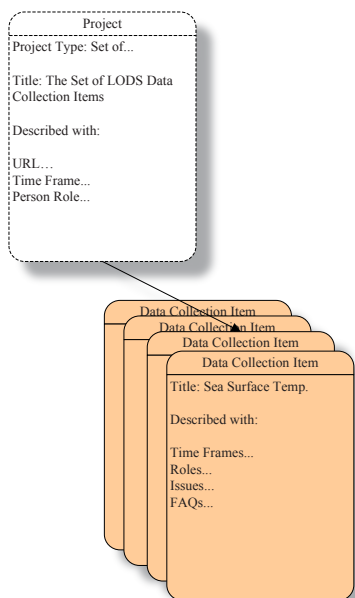 Project
Project Type: Set of...
Title: The Set of LODS Data
Collection Items
Described with:
URL…
Time Frame...
Person Role...
Data Collection Item
Data Collection Item
Data Collection Item
Data Collection Item
Title: Sea Surface Temp.
Described with:
Time Frames...
Roles...
Issues...
FAQs...